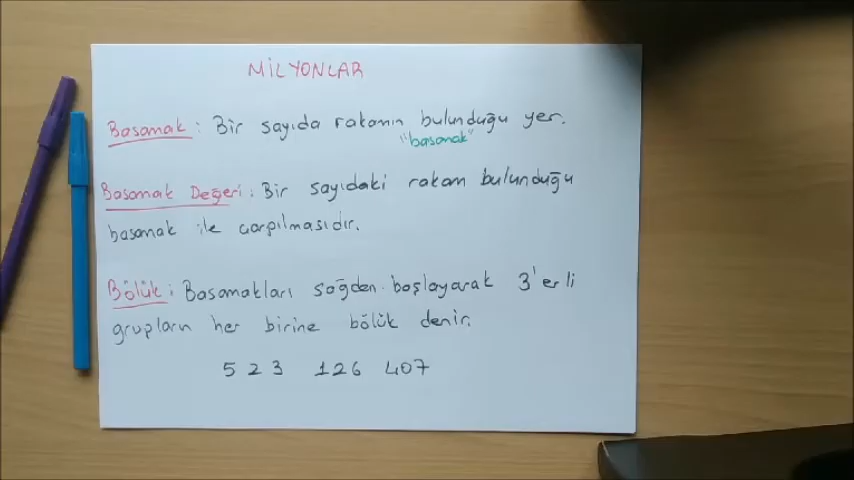 MİLYONLAR
Basamak : Bir sayıda rakamın bulunduğu yer.
"basamak"
Basamak Değeri : Bir sayıdaki rakam bulunduğu
basamak ile çarpılmasıdır.
Bölük : Basamakları sağdan başlayarak 3'erli
grupların her birine bölük denir.
523 126 407